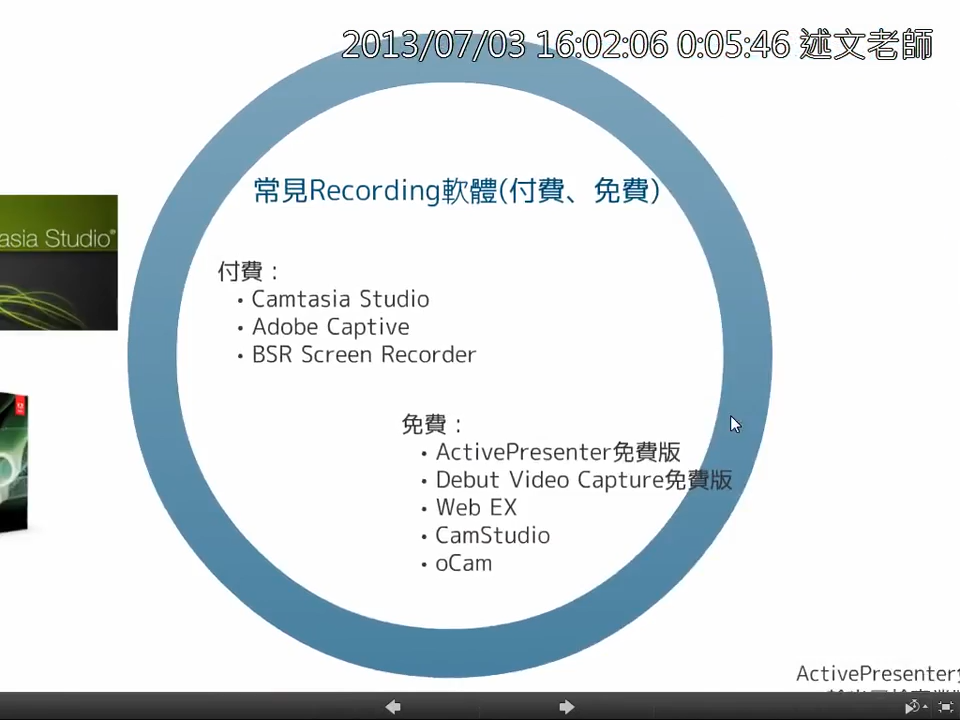 2013/07/03 16:02:06 0:05:46 述文老師
常見Recording軟體(付費、免費)
asia Studio®
付費：
• Camtasia Studio
• Adobe Captive
• BSR Screen Recorder
免費：
• ActivePresenter免費版
• Debut Video Capture免費版
• Web EX
• CamStudio
• oCam
ActivePresenter